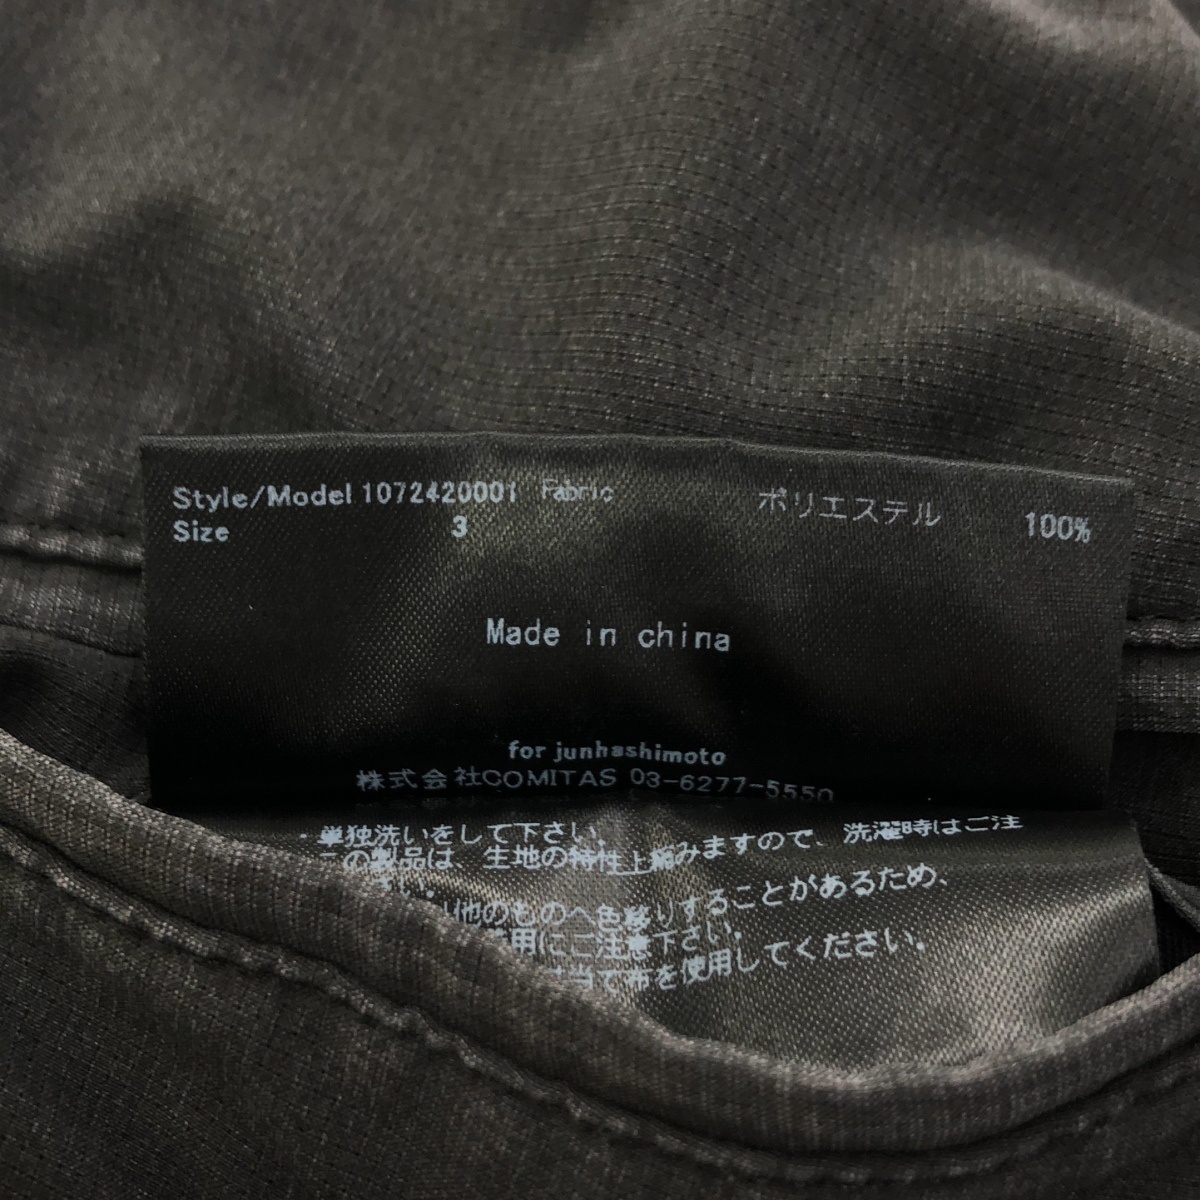 Style/Model 1072420001 Fabric ポリエステル 100%
Size 3
Made in china
for junhashimoto
株式会社COMITAS 03-6277-5550
・単独洗いをして下さい。
この製品は、生地の特性上縮みますので、洗濯時はご注
さい。
他のものへ色移りすることがあるため、
用にご注意下さい。
当て布を使用してください。